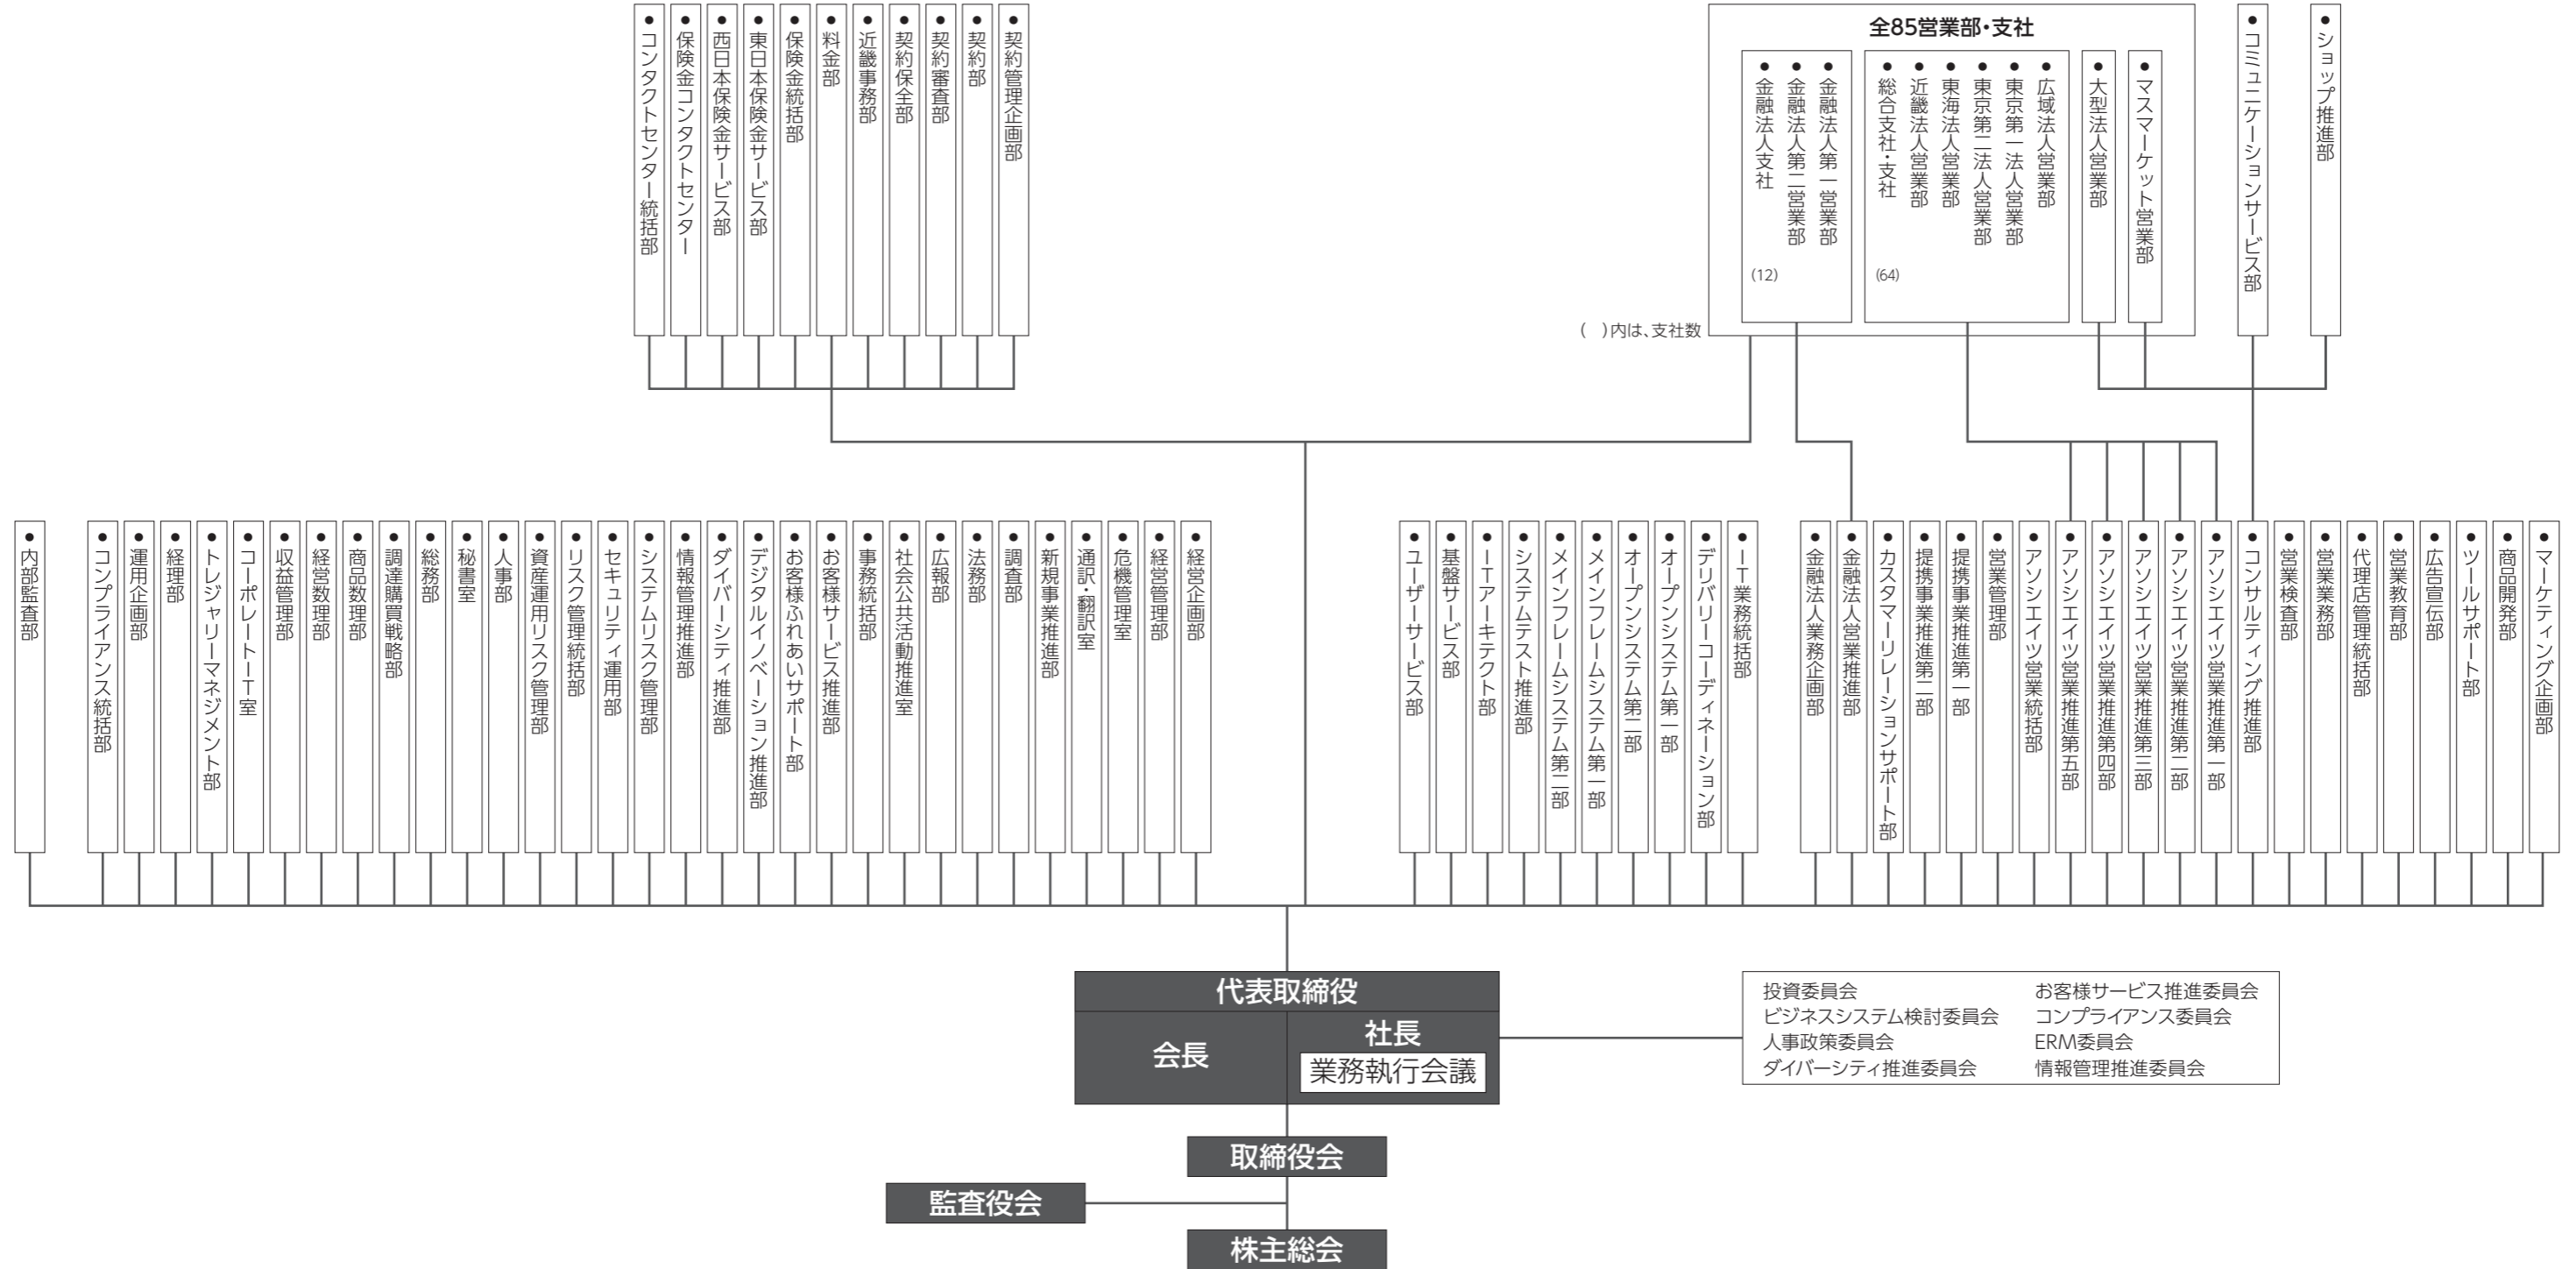 コンタクトセンター統括部
保険金コンタクトセンター
西日本保険金サービス部
東日本保険金サービス部
保険金統括部
料金部
近畿事務部
契約保全部
契約審査部
契約部
契約管理企画部
全85営業部・支社
金融法人支社
(12)
金融法人第二営業部
金融法人第一営業部
総合支社・支社
(64)
近畿法人営業部
東海法人営業部
東京第二法人営業部
東京第一法人営業部
広域法人営業部
大型法人営業部
マスマーケット営業部
コミュニケーションサービス部
ショップ推進部
( )内は、支社数
内部監査部
コンプライアンス統括部
運用企画部
経理部
トレジャリーマネジメント部
コーポレートIT室
収益管理部
経営数理部
商品数理部
調達購買戦略部
総務部
秘書室
人事部
資産運用リスク管理部
リスク管理統括部
セキュリティ運用部
システムリスク管理部
情報管理推進部
ダイバーシティ推進部
デジタルイノベーション推進部
お客様ふれあいサポート部
お客様サービス推進部
事務統括部
社会公共活動推進室
広報部
法務部
調査部
新規事業推進部
通訳・翻訳室
危機管理室
経営管理部
経営企画部
ユーザーサービス部
基盤サービス部
ITアーキテクト部
システムテスト推進部
メインフレームシステム第二部
メインフレームシステム第一部
オープンシステム第二部
オープンシステム第一部
デリバリーコーディネーション部
IT業務統括部
金融法人業務企画部
金融法人営業推進部
カスタマーリレーションサポート部
提携事業推進第二部
提携事業推進第一部
営業管理部
アソシエイツ営業統括部
アソシエイツ営業推進第五部
アソシエイツ営業推進第四部
アソシエイツ営業推進第三部
アソシエイツ営業推進第二部
アソシエイツ営業推進第一部
コンサルティング推進部
営業検査部
営業業務部
代理店管理統括部
営業教育部
広告宣伝部
ツールサポート部
商品開発部
マーケティング企画部
代表取締役
会長
社長
業務執行会議
投資委員会
ビジネスシステム検討委員会
人事政策委員会
ダイバーシティ推進委員会
お客様サービス推進委員会
コンプライアンス委員会
ERM委員会
情報管理推進委員会
取締役会
監査役会
株主総会